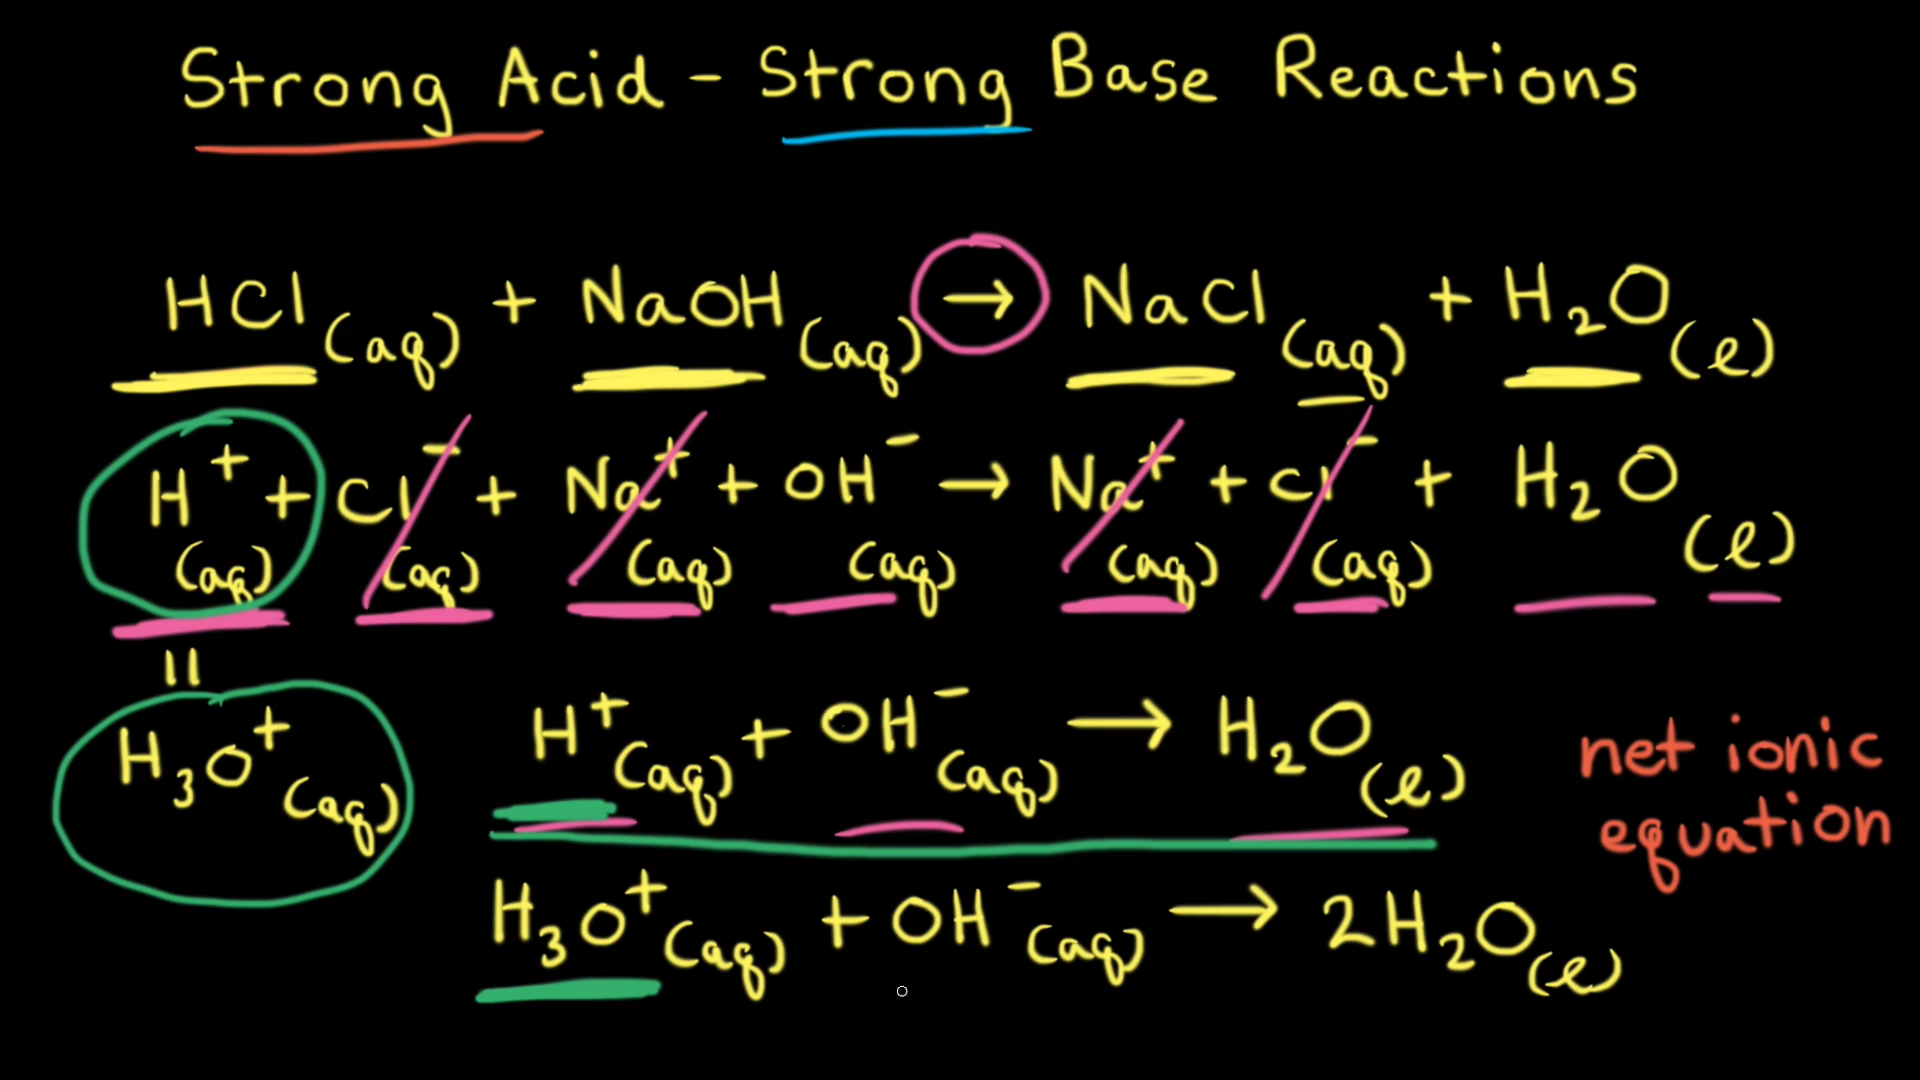 Strong Acid - Strong Base Reactions
HCl(aq) + NaOH(aq) → NaCl(aq) + H₂O(l)
H⁺(aq) + Cl⁻(aq) + Na⁺(aq) + OH⁻(aq) → Na⁺(aq) + Cl⁻(aq) + H₂O(l)
=
H₃O⁺(aq)
H⁺(aq) + OH⁻(aq) → H₂O(l)
net ionic
equation
H₃O⁺(aq) + OH⁻(aq) → 2H₂O(l)